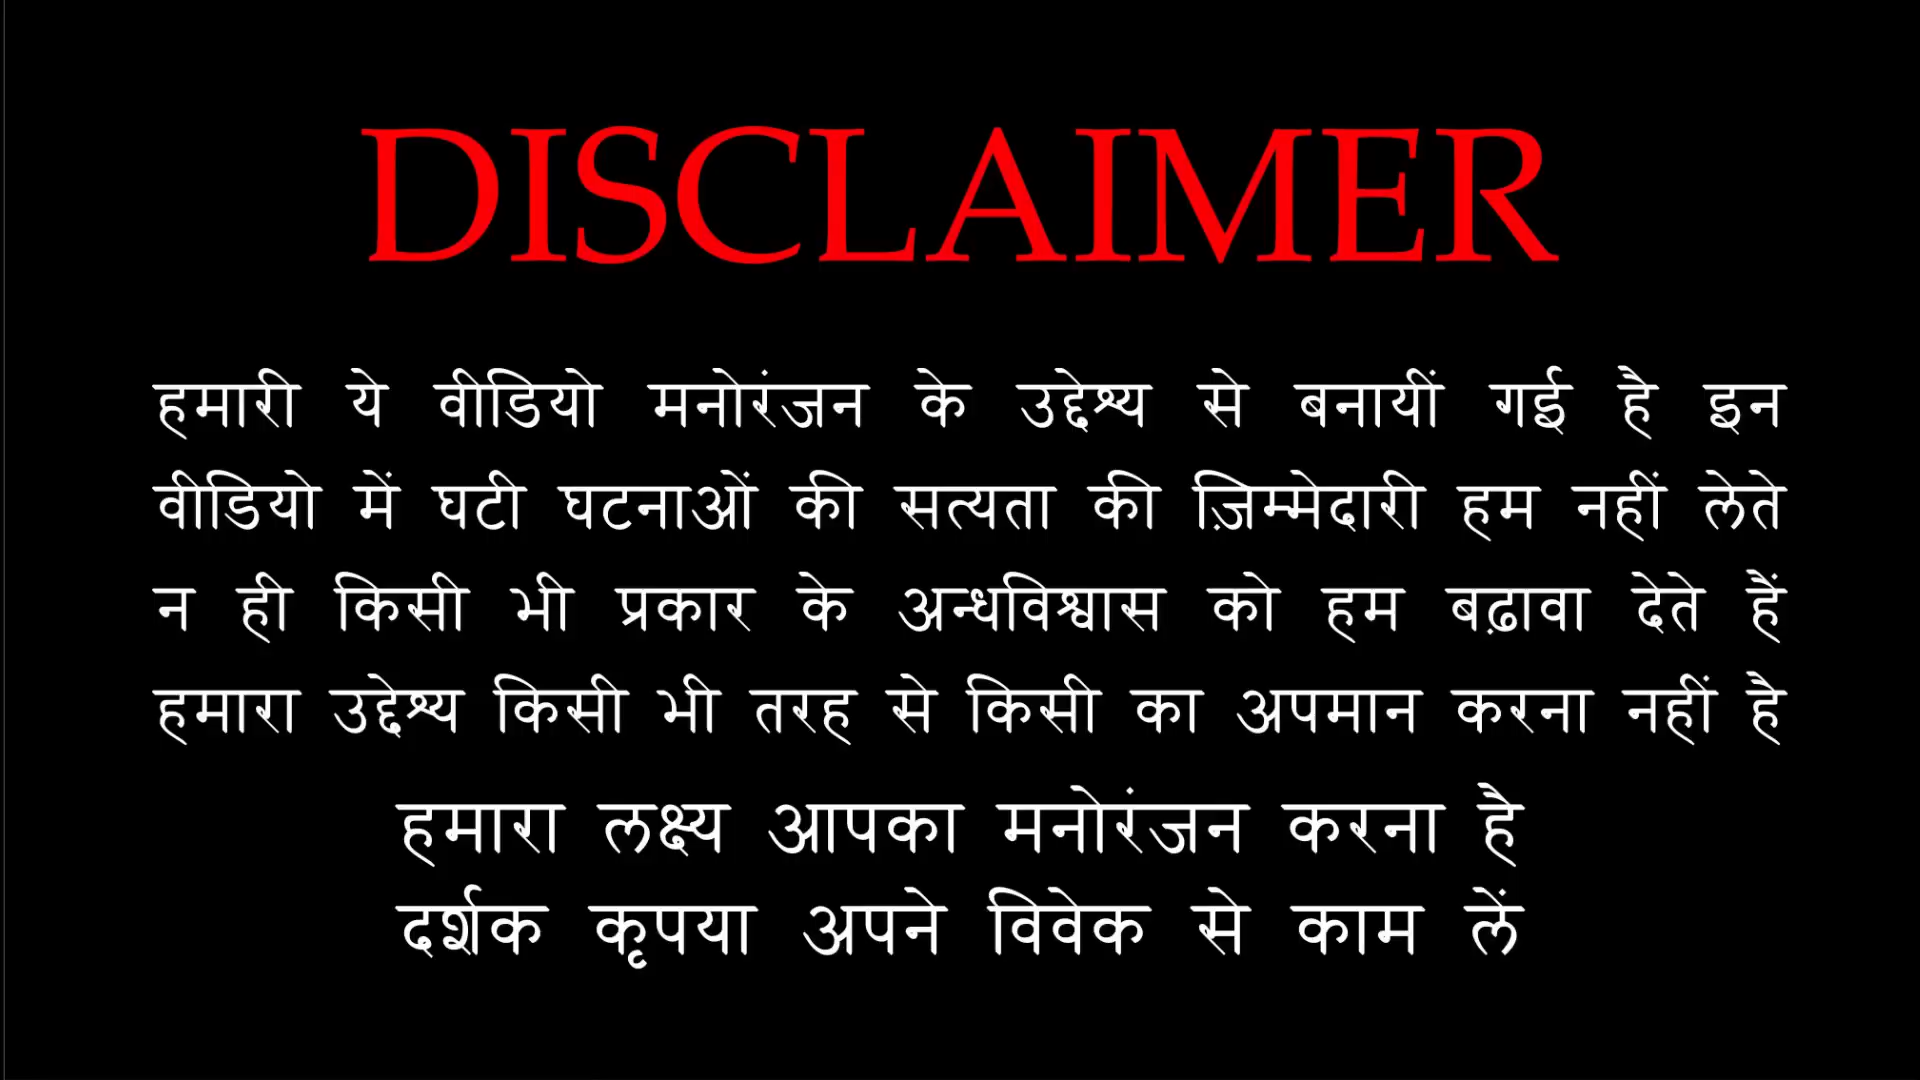 DISCLAIMER
हमारी ये वीडियो मनोरंजन के उद्देश्य से बनायीं गई है इन
वीडियो में घटी घटनाओं की सत्यता की ज़िम्मेदारी हम नहीं लेते
न ही किसी भी प्रकार के अन्धविश्वास को हम बढ़ावा देते हैं
हमारा उद्देश्य किसी भी तरह से किसी का अपमान करना नहीं है
हमारा लक्ष्य आपका मनोरंजन करना है
दर्शक कृपया अपने विवेक से काम लें